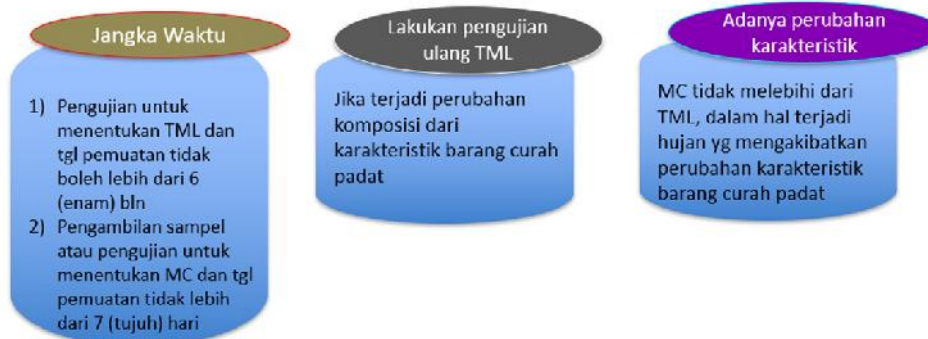 Jangka Waktu
1) Pengujian untuk
menentukan TML dan
tgl pemuatan tidak
boleh lebih dari 6
(enam) bln
2) Pengambilan sampel
atau pengujian untuk
menentukan MC dan tgl
pemuatan tidak lebih
dari 7 (tujuh) hari
Lakukan pengujian
ulang TML
Jika terjadi perubahan
komposisi dari
karakteristik barang curah
padat
Adanya perubahan
karakteristik
MC tidak melebihi dari
TML, dalam hal terjadi
hujan yg mengakibatkan
perubahan karakteristik
barang curah padat